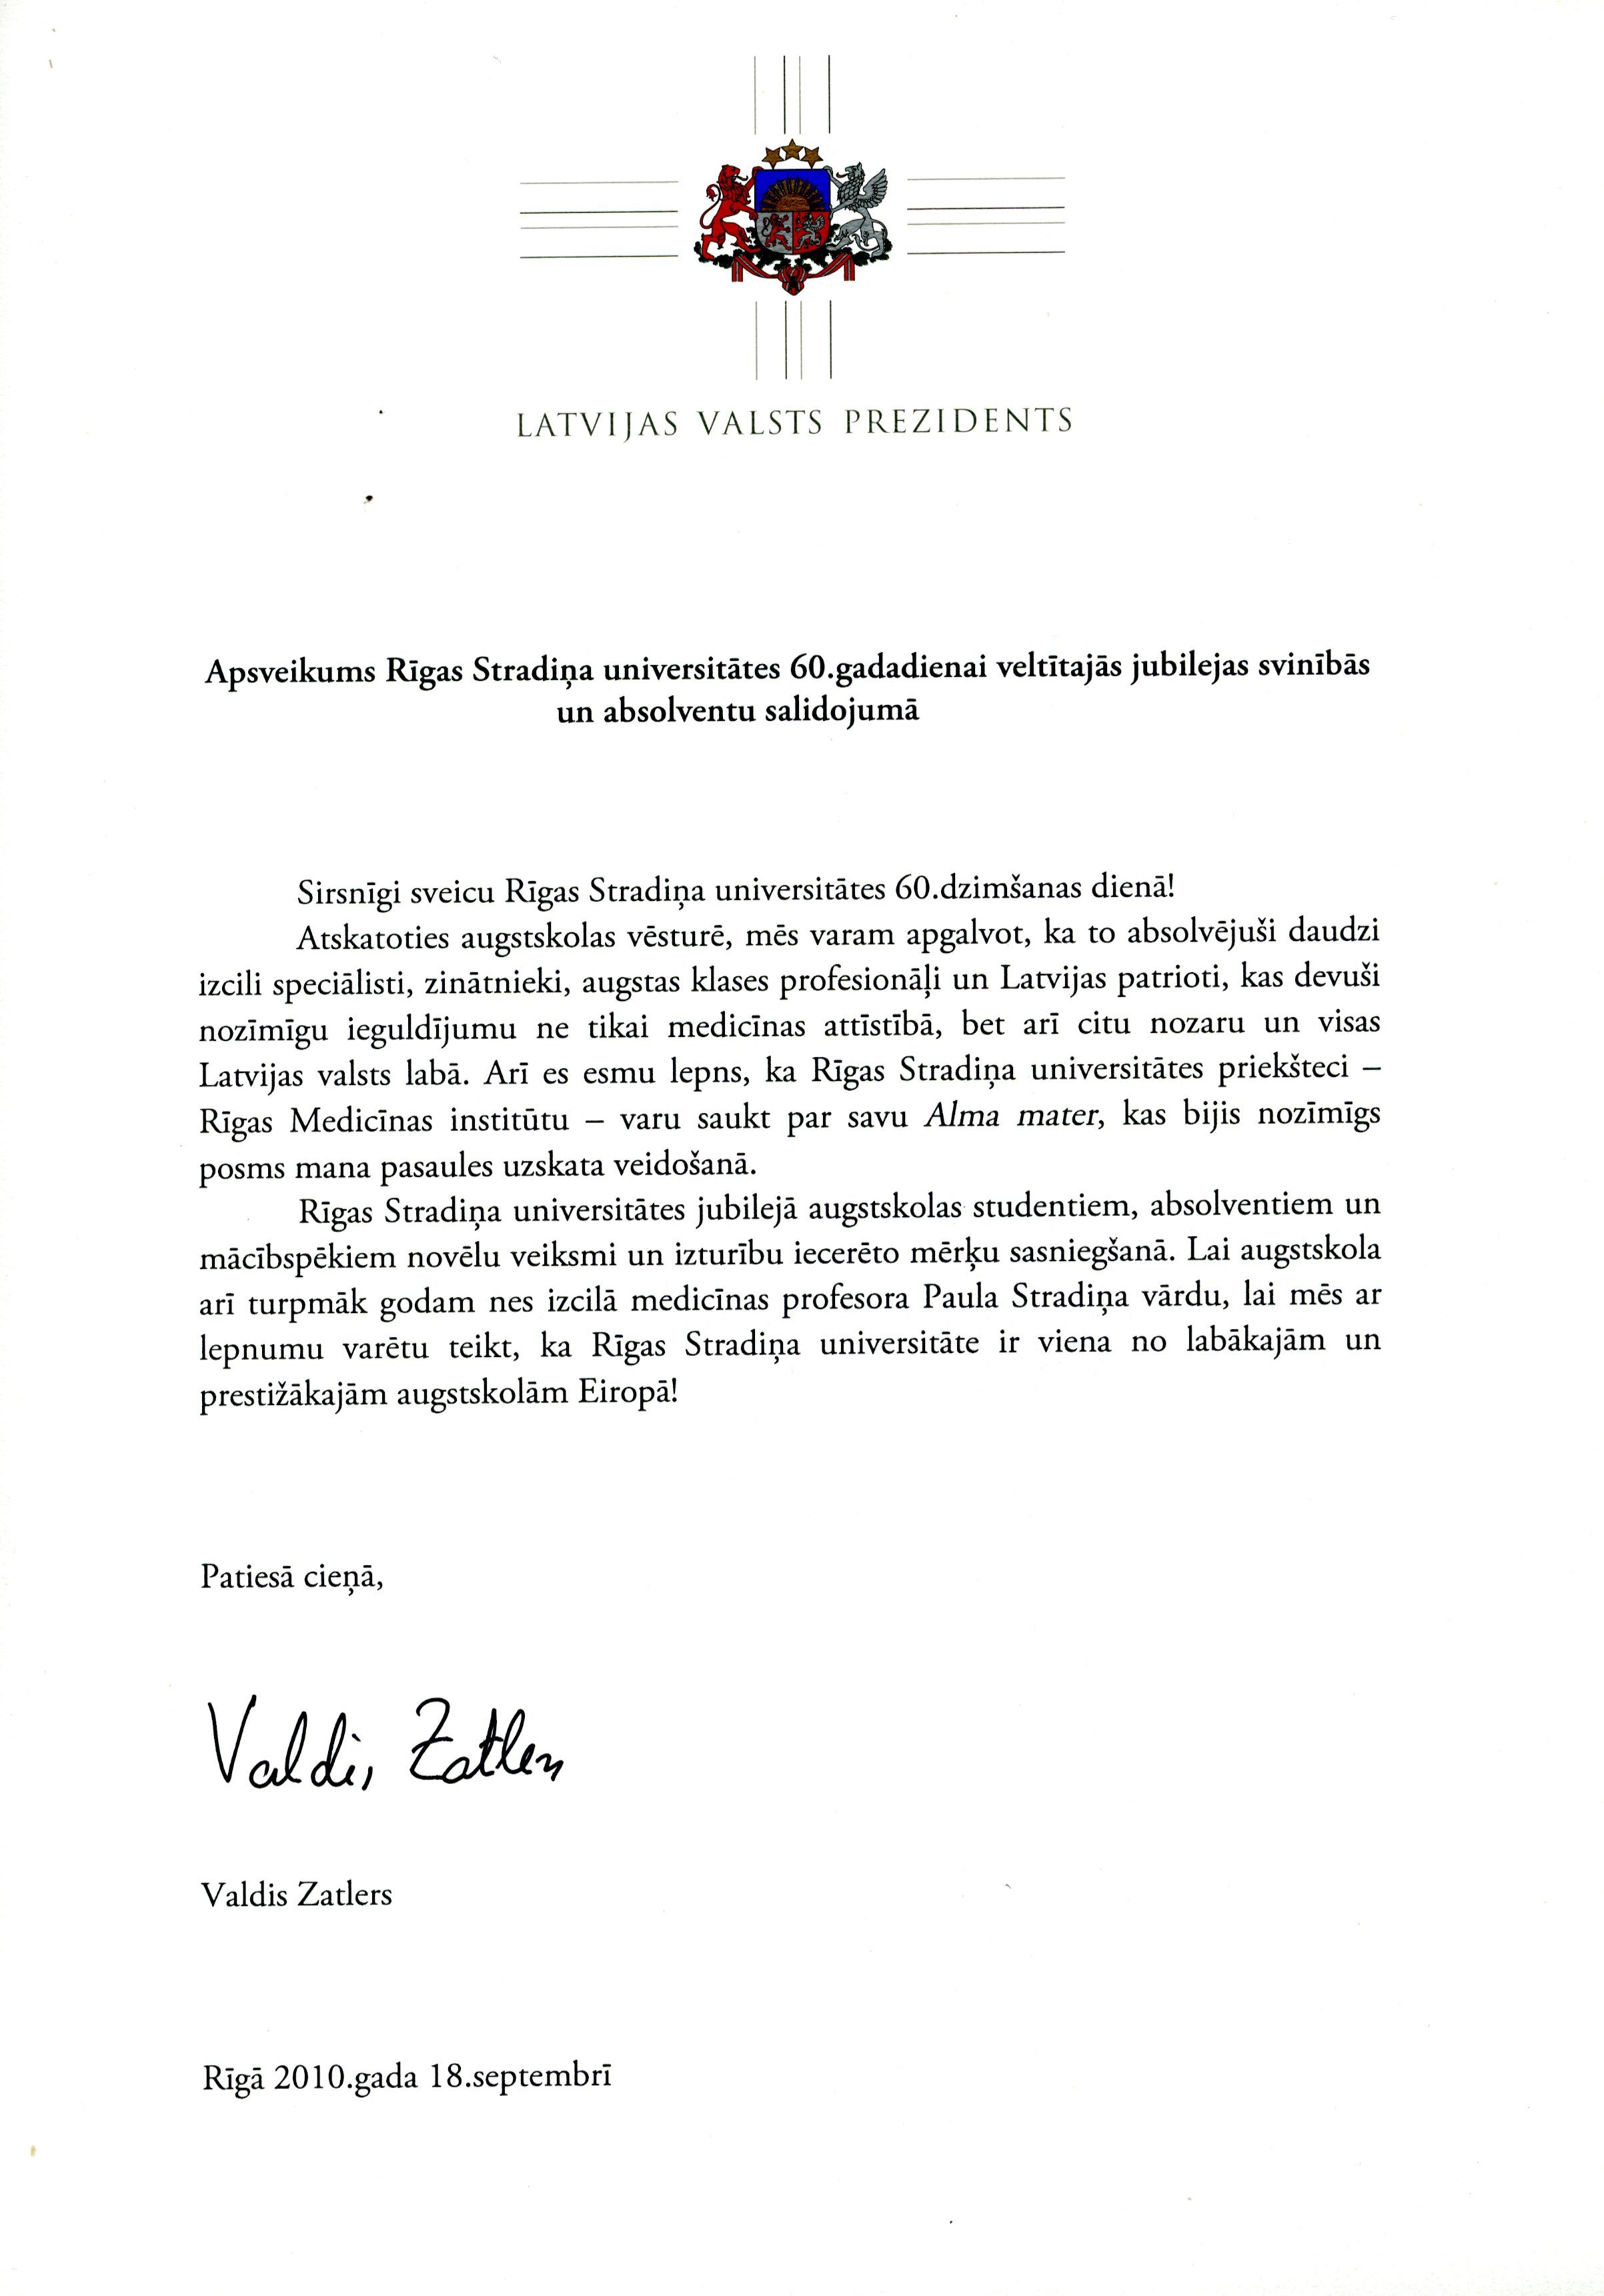 LATVIJAS VALSTS PREZIDENTS
Apsveikums Rīgas Stradiņa universitātes 60.gadadienai veltītajās jubilejas svinībās
un absolventu salidojumā
Sirsnīgi sveicu Rīgas Stradiņa universitātes 60.dzimšanas dienā!
Atskatoties augstskolas vēsturē, mēs varam apgalvot, ka to absolvējuši daudzi
izcili speciālisti, zinātnieki, augstas klases profesionāļi un Latvijas patrioti, kas devuši
nozīmīgu ieguldījumu ne tikai medicīnas attīstībā, bet arī citu nozaru un visas
Latvijas valsts labā. Arī es esmu lepns, ka Rīgas Stradiņa universitātes priekšteci –
Rīgas Medicīnas institūtu – varu saukt par savu Alma mater, kas bijis nozīmīgs
posms mana pasaules uzskata veidošanā.
Rīgas Stradiņa universitātes jubilejā augstskolas studentiem, absolventiem un
mācībspēkiem novēlu veiksmi un izturību iecerēto mērķu sasniegšanā. Lai augstskola
arī turpmāk godam nes izcilā medicīnas profesora Paula Stradiņa vārdu, lai mēs ar
lepnumu varētu teikt, ka Rīgas Stradiņa universitāte ir viena no labākajām un
prestižākajām augstskolām Eiropā!
Patiesā cieņā,
Valdis Zatlers
Valdis Zatlers
Rīgā 2010.gada 18.septembrī